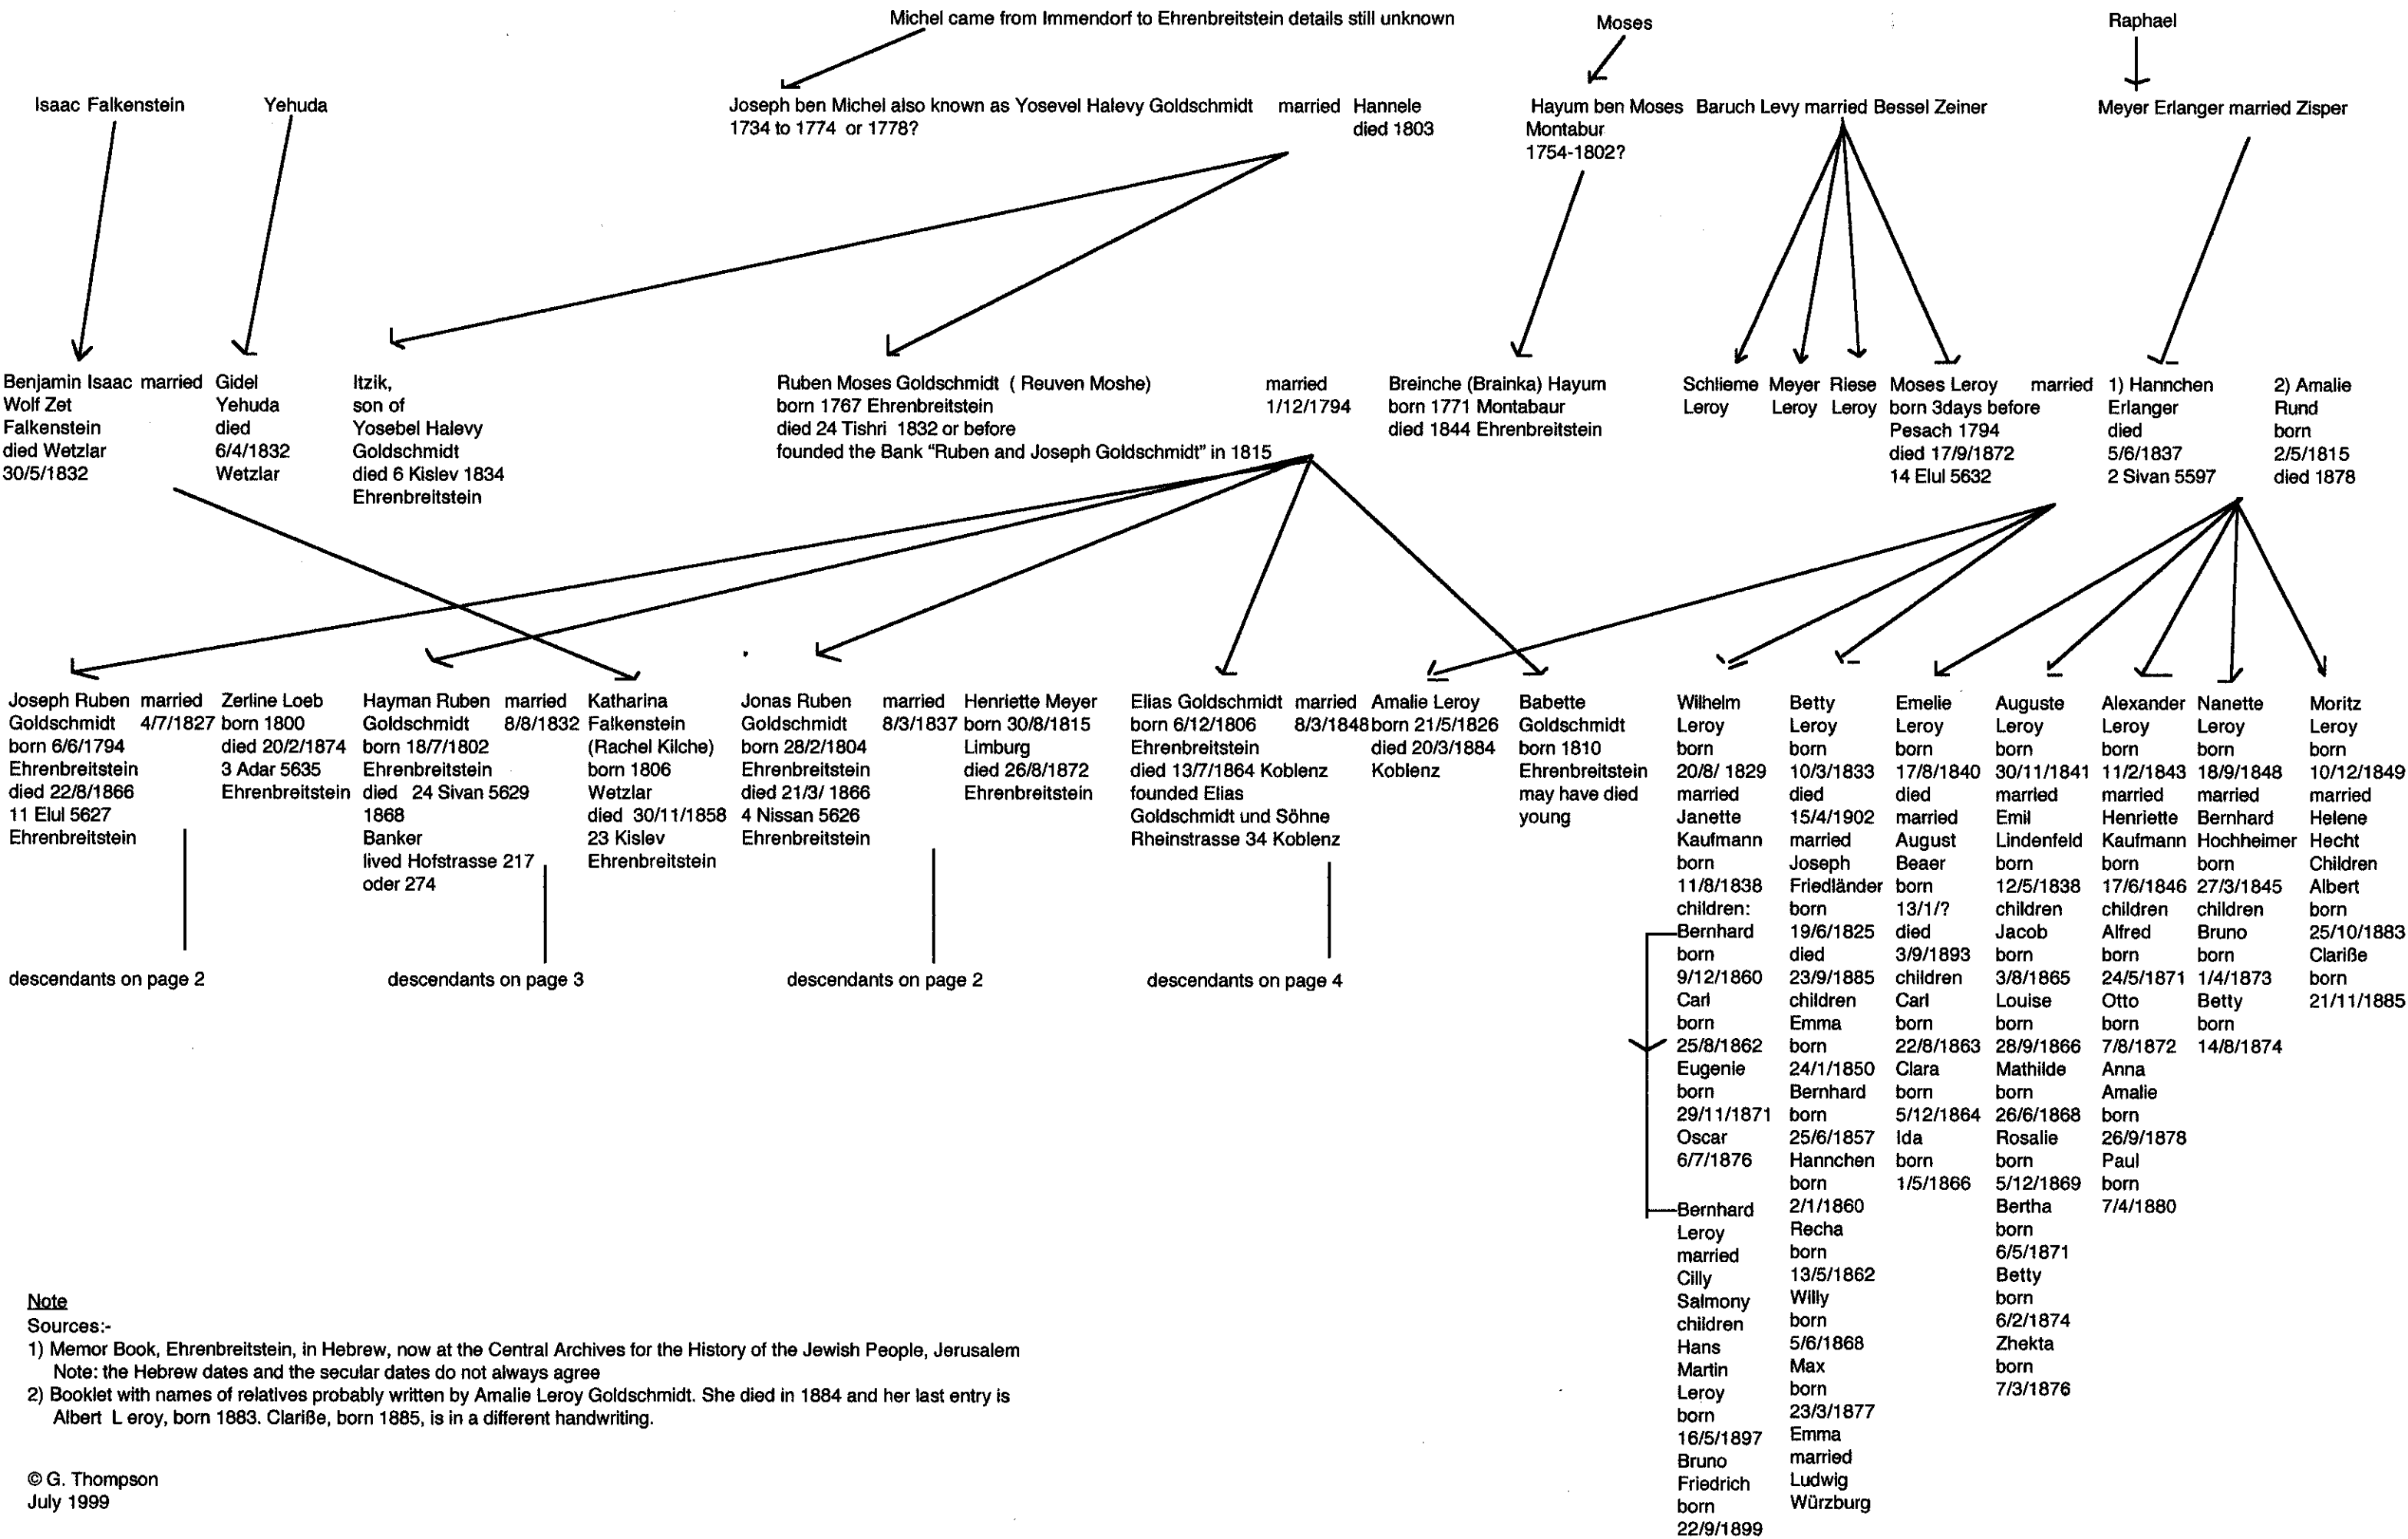 Michel came from Immendorf to Ehrenbreitstein details still unknown
Moses
Raphael
Isaac Falkenstein
Yehuda
Joseph ben Michel also known as Yosevel Halevy Goldschmidt married Hannele
1734 to 1774 or 1778?
died 1803
Hayum ben Moses
Montabur
1754-1802?
Baruch Levy married Bessel Zeiner
Meyer Erlanger married Zisper
Benjamin Isaac married
Wolf Zet
Falkenstein
died Wetzlar
30/5/1832
Gidel
Yehuda
died
6/4/1832
Wetzlar
Itzik,
son of
Yosebel Halevy
Goldschmidt
died 6 Kislev 1834
Ehrenbreitstein
Ruben Moses Goldschmidt ( Reuven Moshe)
born 1767 Ehrenbreitstein
died 24 Tishri 1832 or before
founded the Bank “Ruben and Joseph Goldschmidt” in 1815
married
1/12/1794
Breinche (Brainka) Hayum
born 1771 Montabaur
died 1844 Ehrenbreitstein
Schlieme
Leroy
Meyer
Leroy
Riese
Leroy
Moses Leroy married
born 3days before
Pesach 1794
died 17/9/1872
14 Elul 5632
1) Hannchen
Erlanger
died
5/6/1837
2 Sivan 5597
2) Amalie
Rund
born
2/5/1815
died 1878
Joseph Ruben
Goldschmidt
born 6/6/1794
Ehrenbreitstein
died 22/8/1866
11 Elul 5627
Ehrenbreitstein
married
4/7/1827
Zerline Loeb
born 1800
died 20/2/1874
3 Adar 5635
Ehrenbreitstein
Hayman Ruben
Goldschmidt
born 18/7/1802
Ehrenbreitstein
died 24 Sivan 5629
1868
Banker
lived Hofstrasse 217
oder 274
married
8/8/1832
Katharina
Falkenstein
(Rachel Kilche)
born 1806
Wetzlar
died 30/11/1858
23 Kislev
Ehrenbreitstein
Jonas Ruben
Goldschmidt
born 28/2/1804
Ehrenbreitstein
died 21/3/ 1866
4 Nissan 5626
Ehrenbreitstein
married
8/3/1837
Henriette Meyer
born 30/8/1815
Limburg
died 26/8/1872
Ehrenbreitstein
Elias Goldschmidt
born 6/12/1806
Ehrenbreitstein
died 13/7/1864 Koblenz
founded Elias
Goldschmidt und Söhne
Rheinstrasse 34 Koblenz
married
8/3/1848
Amalie Leroy
born 21/5/1826
died 20/3/1884
Koblenz
Babette
Goldschmidt
born 1810
Ehrenbreitstein
may have died
young
Wilhelm
Leroy
born
20/8/ 1829
married
Janette
Kaufmann
born
11/8/1838
children:
Bernhard
born
9/12/1860
Carl
born
25/8/1862
Eugenie
born
29/11/1871
Oscar
6/7/1876
Bernhard
Leroy
married
Cilly
Salmony
children
Hans
Martin
Leroy
born
16/5/1897
Bruno
Friedrich
born
22/9/1899
Betty
Leroy
born
10/3/1833
died
15/4/1902
married
Joseph
Friedländer
born
19/6/1825
died
23/9/1885
children
Emma
born
24/1/1850
Bernhard
born
25/6/1857
Hannchen
born
2/1/1860
Recha
born
13/5/1862
Willy
born
5/6/1868
Max
born
23/3/1877
Emma
married
Ludwig
Würzburg
Emelie
Leroy
born
17/8/1840
died
married
August
Beaer
born
13/1/?
died
3/9/1893
children
Carl
born
22/8/1863
Clara
born
5/12/1864
Ida
born
1/5/1866
Auguste
Leroy
born
30/11/1841
married
Emil
Lindenfeld
born
12/5/1838
children
Jacob
born
3/8/1865
Louise
born
28/9/1866
Mathilde
born
26/6/1868
Rosalie
born
5/12/1869
Bertha
born
6/5/1871
Betty
born
6/2/1874
Zhekta
born
7/3/1876
Alexander
Leroy
born
11/2/1843
married
Henriette
Kaufmann
born
17/6/1846
children
Alfred
born
24/5/1871
Otto
born
7/8/1872
Anna
Amalie
born
26/9/1878
Paul
born
7/4/1880
Nanette
Leroy
born
18/9/1848
married
Bernhard
Hochheimer
born
27/3/1845
children
Bruno
born
1/4/1873
Betty
born
14/8/1874
Moritz
Leroy
born
10/12/1849
married
Helene
Hecht
Children
Albert
born
25/10/1883
Clariße
born
21/11/1885
descendants on page 2
descendants on page 3
descendants on page 2
descendants on page 4
Note
Sources:-
1) Memor Book, Ehrenbreitstein, in Hebrew, now at the Central Archives for the History of the Jewish People, Jerusalem
Note: the Hebrew dates and the secular dates do not always agree
2) Booklet with names of relatives probably written by Amalie Leroy Goldschmidt. She died in 1884 and her last entry is
Albert L eroy, born 1883. Clariße, born 1885, is in a different handwriting.
© G. Thompson
July 1999